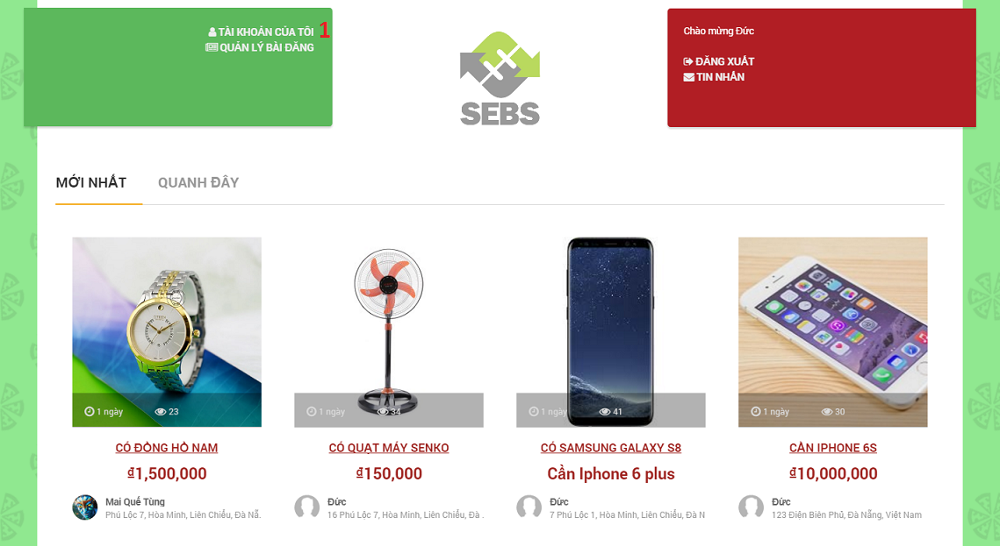 TÀI KHOẢN CỦA TÔI 1
QUẢN LÝ BÀI ĐĂNG
SEBS
Chào mừng Đức
ĐĂNG XUẤT
TIN NHẮN
MỚI NHẤT QUANH ĐÂY
1 ngày 23
1 ngày 34
1 ngày 41
1 ngày 30
CÓ ĐỒNG HỒ NAM
₫1,500,000
Mai Quế Tùng
Phú Lộc 7, Hòa Minh, Liên Chiểu, Đà Nẵ.
CÓ QUẠT MÁY SENKO
₫150,000
Đức
16 Phú Lộc 7, Hòa Minh, Liên Chiểu, Đà .
CÓ SAMSUNG GALAXY S8
Cần Iphone 6 plus
Đức
7 Phú Lộc 1, Hòa Minh, Liên Chiểu, Đà N
CẦN IPHONE 6S
₫10,000,000
Đức
123 Điện Biên Phủ, Đà Nẵng, Việt Nam